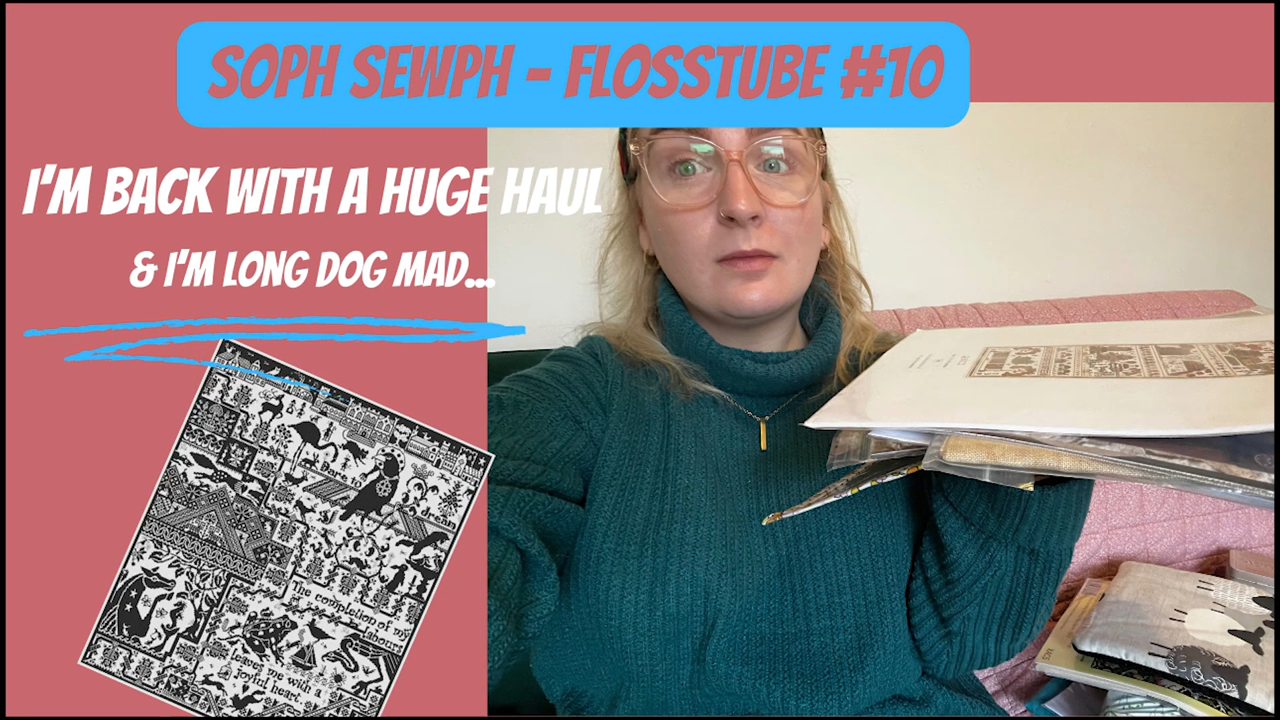 SOPH SEWPH - FLOSSTUBE #10
I'M BACK WITH A HUGE HAUL
& I'M LONG DOG MAD...
Dare to
dream
The completion of my
labours
leaves me with a
joyful heart.